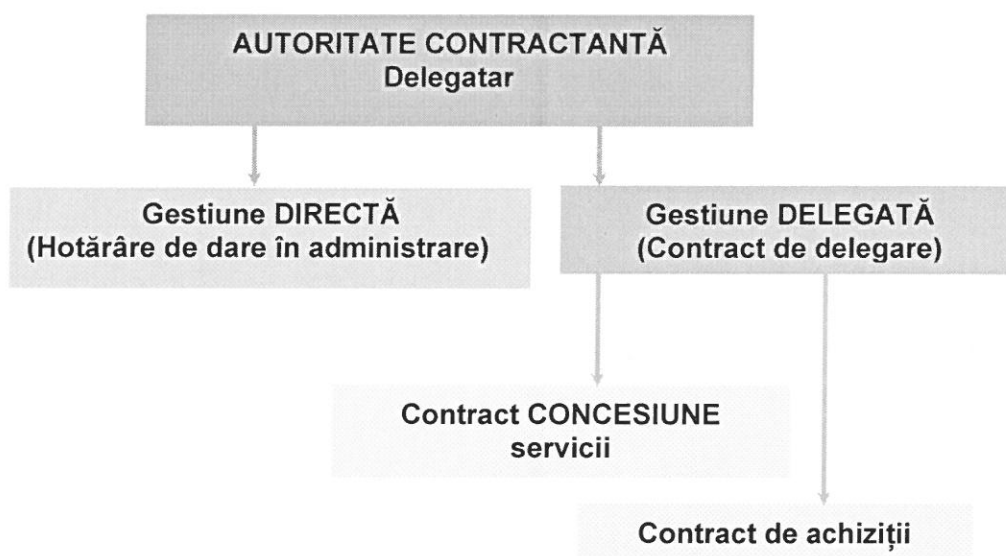 AUTORITATE CONTRACTANTĂ
Delegatar
Gestiune DIRECTĂ
(Hotărâre de dare în administrare)
Gestiune DELEGATĂ
(Contract de delegare)
Contract CONCESIUNE
servicii
Contract de achiziții